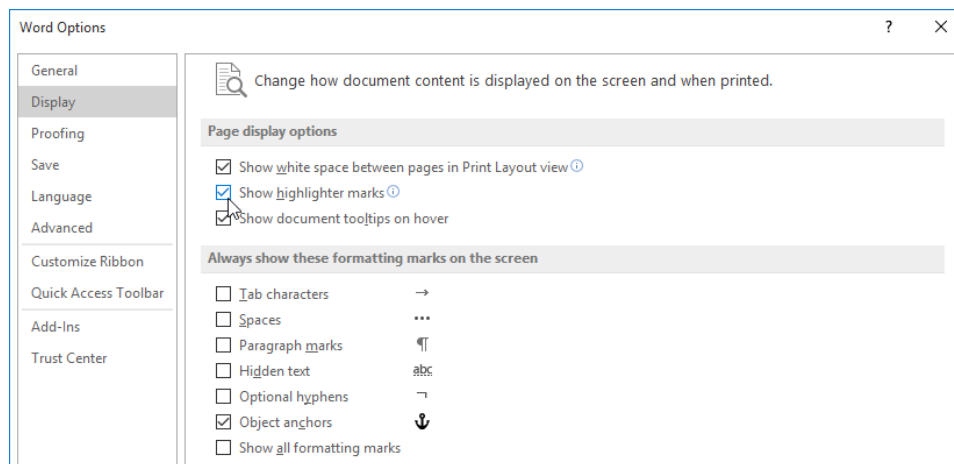 Word Options
?
General
Display
Proofing
Save
Language
Advanced
Customize Ribbon
Quick Access Toolbar
Add-Ins
Trust Center
Change how document content is displayed on the screen and when printed.
Page display options
Show white space between pages in Print Layout view
Show highlighter marks
Show document tooltips on hover
Always show these formatting marks on the screen
Tab characters →
Spaces •••
Paragraph marks ¶
Hidden text abc
Optional hyphens ¬
Object anchors
Show all formatting marks